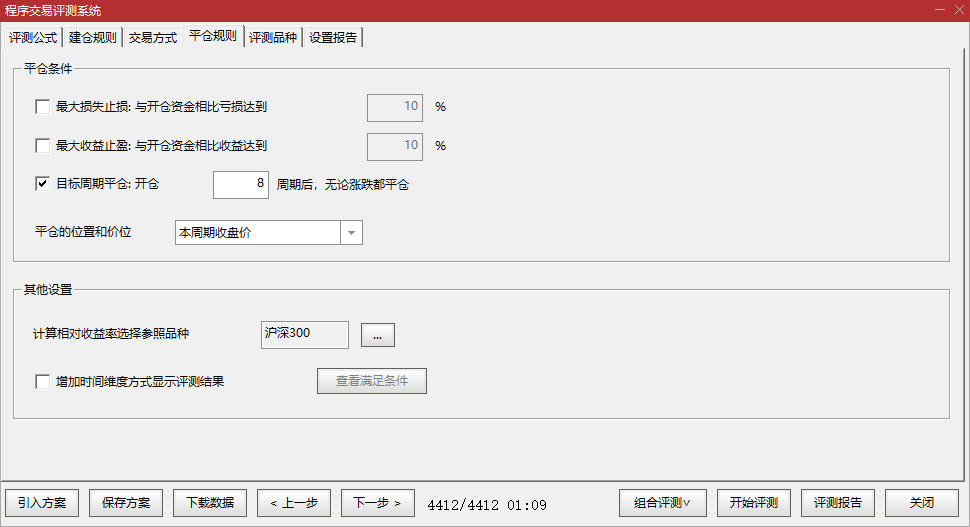 程序交易评测系统
评测公式 建仓规则 交易方式 平仓规则 评测品种 设置报告
平仓条件
最大损失止损: 与开仓资金相比亏损达到 10 %
最大收益止盈: 与开仓资金相比收益达到 10 %
目标周期平仓: 开仓 8 周期后，无论涨跌都平仓
平仓的位置和价位 本周期收盘价
其他设置
计算相对收益率选择参照品种 沪深300 ...
增加时间维度方式显示评测结果 查看满足条件
引入方案 保存方案 下载数据 < 上一步 下一步 > 4412/4412 01:09 组合评测∨ 开始评测 评测报告 关闭